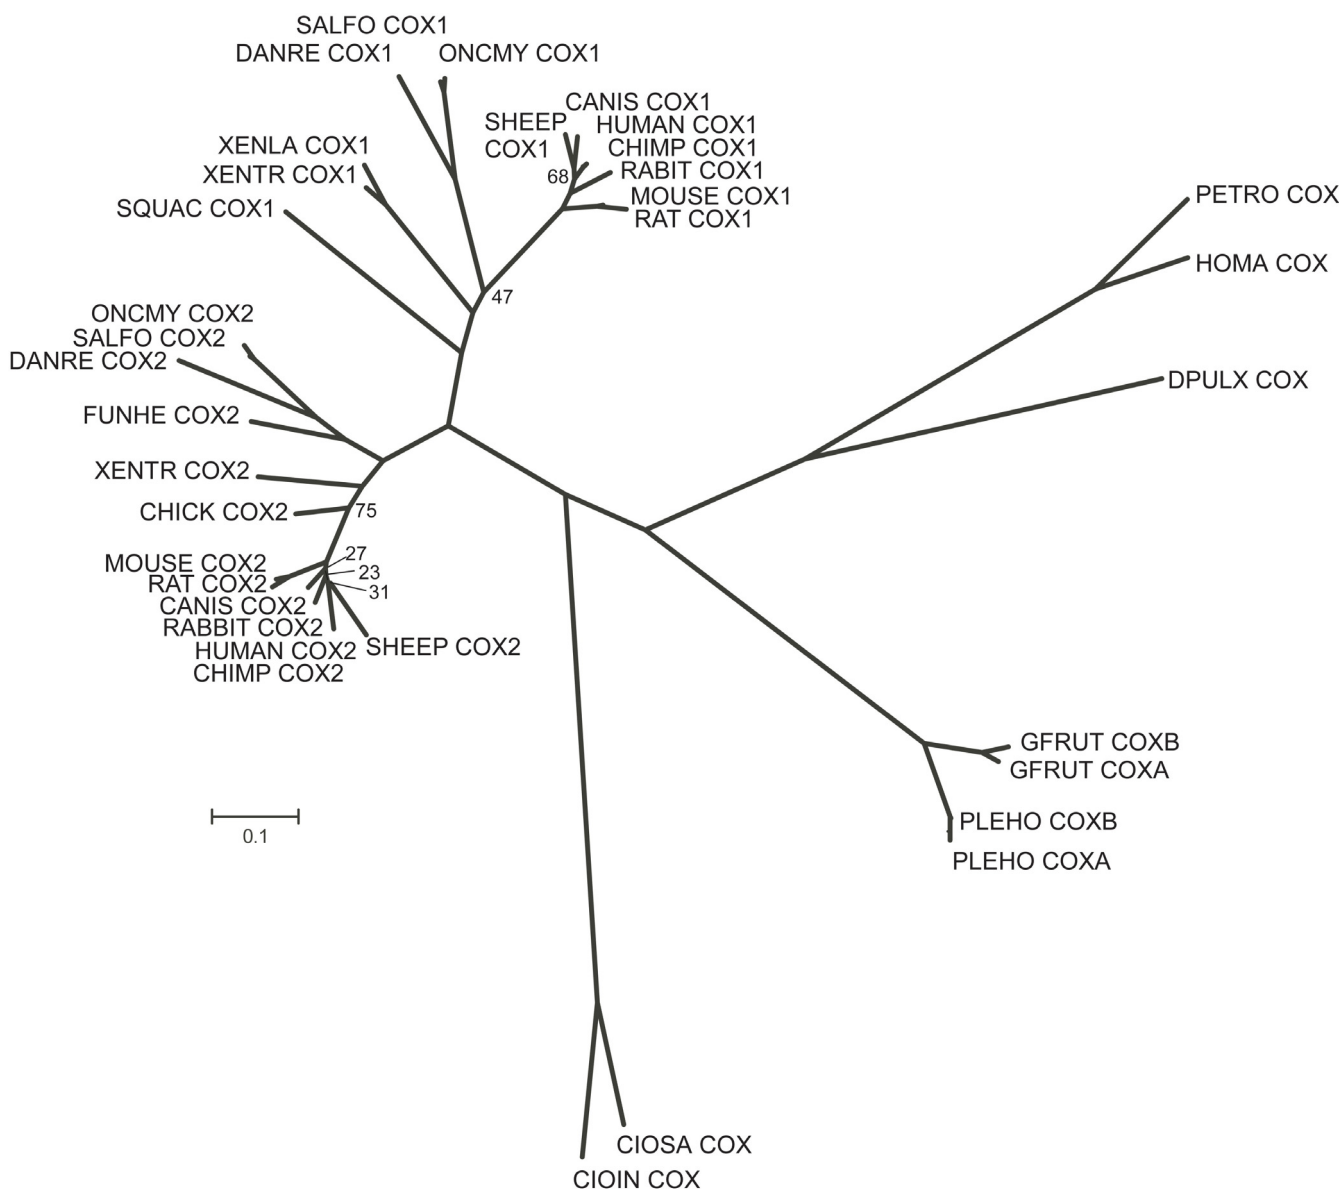 SALFO COX1
DANRE COX1
ONCMY COX1
CANIS COX1
SHEEP
COX1
HUMAN COX1
CHIMP COX1
RABIT COX1
MOUSE COX1
RAT COX1
68
XENLA COX1
XENTR COX1
SQUAC COX1
47
PETRO COX
HOMA COX
DPULX COX
ONCMY COX2
SALFO COX2
DANRE COX2
FUNHE COX2
XENTR COX2
CHICK COX2
75
27
23
31
MOUSE COX2
RAT COX2
CANIS COX2
RABBIT COX2
HUMAN COX2
CHIMP COX2
SHEEP COX2
GFRUT COXB
GFRUT COXA
PLEHO COXB
PLEHO COXA
0.1
CIOSA COX
CIOIN COX